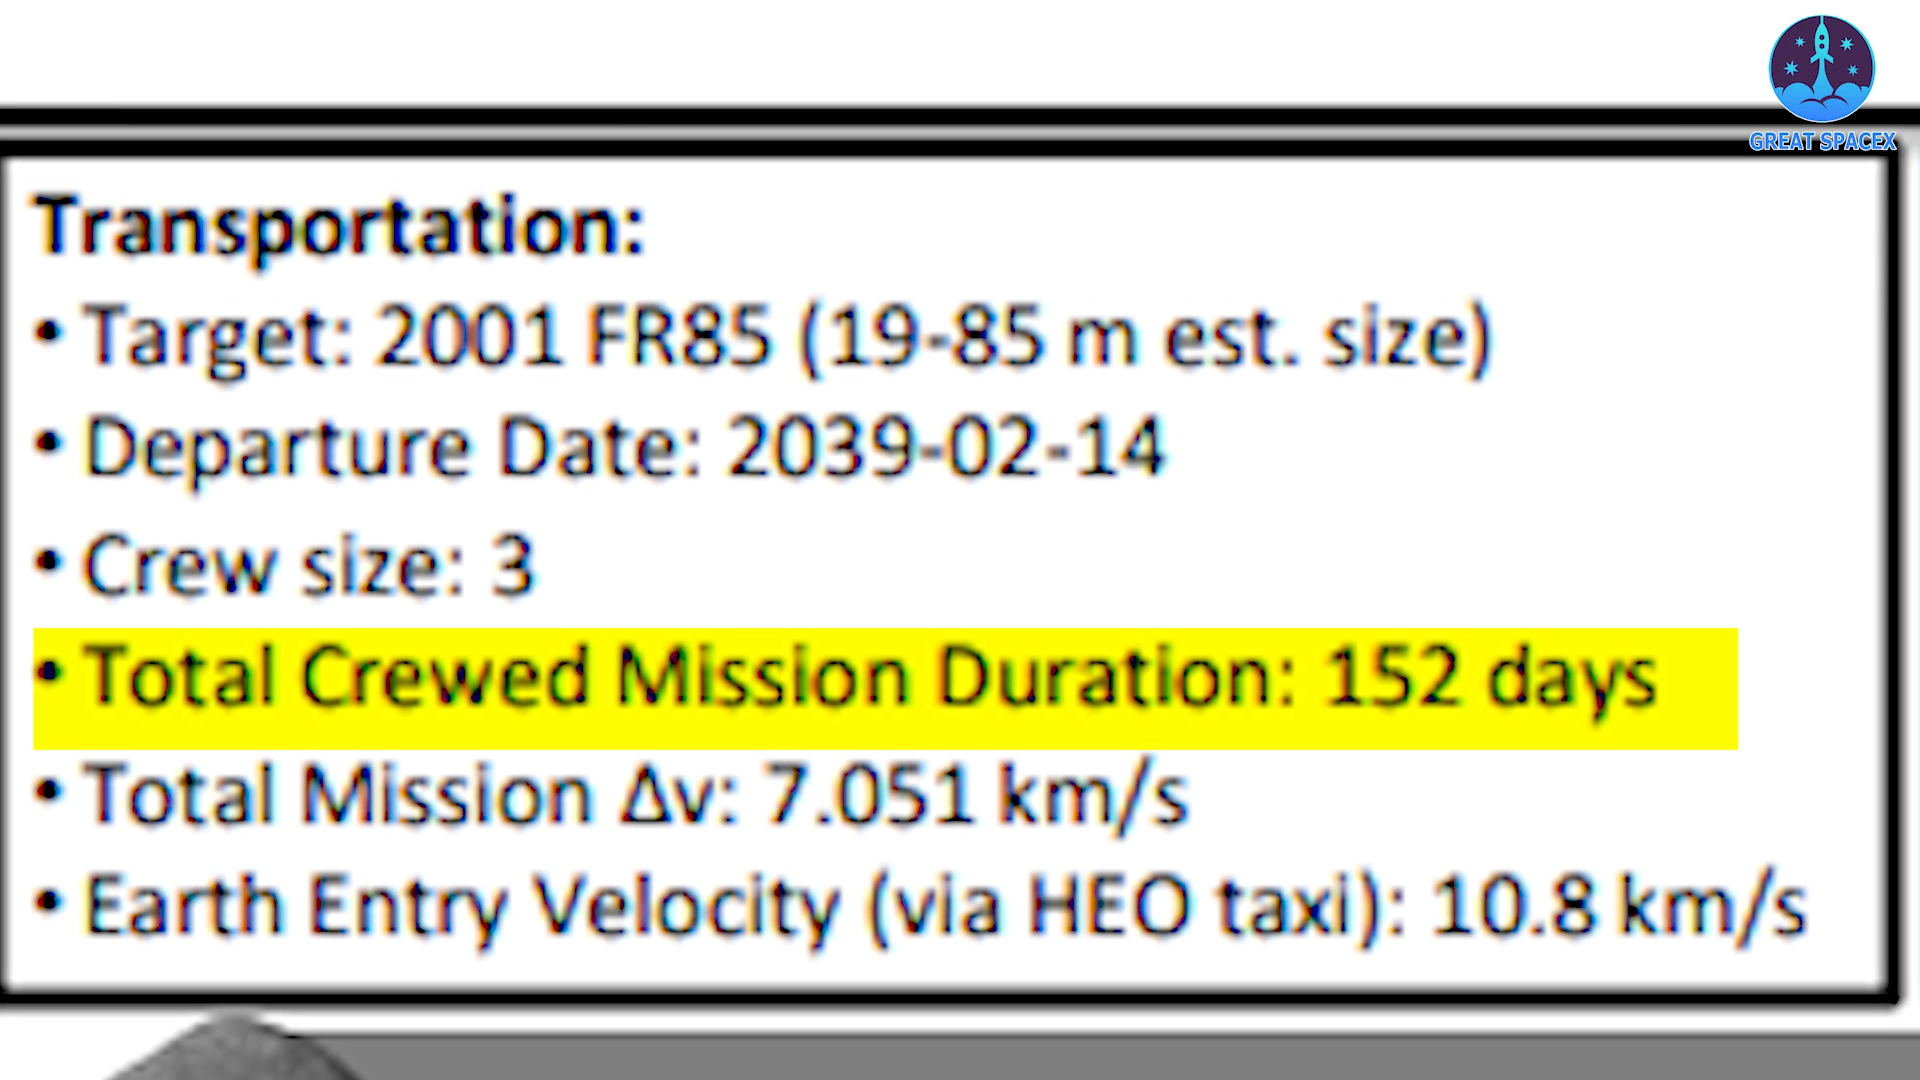 GREAT SPACEX
Transportation:
• Target: 2001 FR85 (19-85 m est. size)
• Departure Date: 2039-02-14
• Crew size: 3
• Total Crewed Mission Duration: 152 days
• Total Mission Δv: 7.051 km/s
• Earth Entry Velocity (via HEO taxi): 10.8 km/s